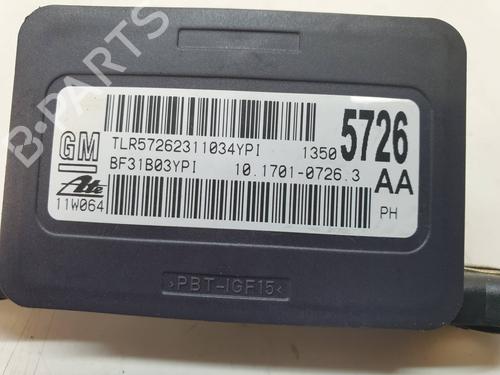 GM
TLR57262311034YPI 1350 5726
BF31B03YPI 10.1701-0726.3 AA
Ate
11W064 PH
>PBT-IGF15<
B-PARTS